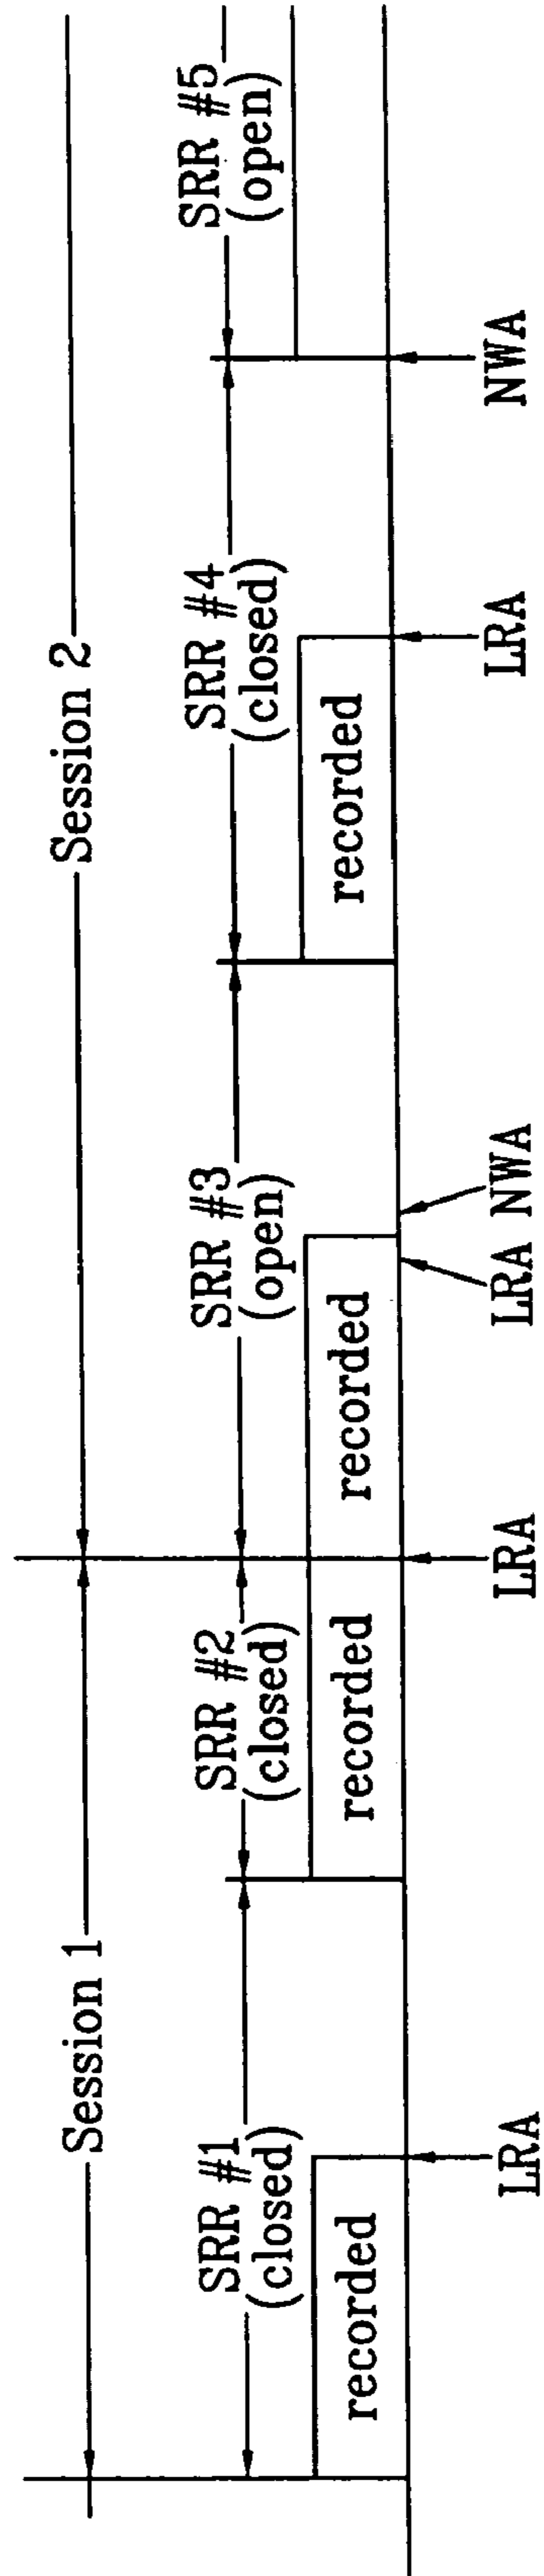 Session 1
Session 2
SRR #1
(closed)
SRR #2
(closed)
SRR #3
(open)
SRR #4
(closed)
SRR #5
(open)
recorded
recorded
recorded
recorded
LRA
LRA
LRA NWA
LRA
NWA